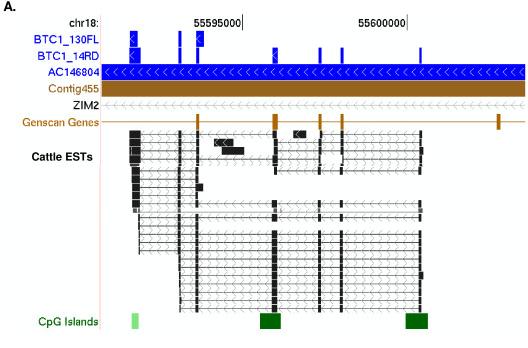 A.
chr18: 55595000 55600000
BTC1_130FL
BTC1_14RD
AC146804
Contig455
ZIM2
Genscan Genes
Cattle ESTs
CpG Islands